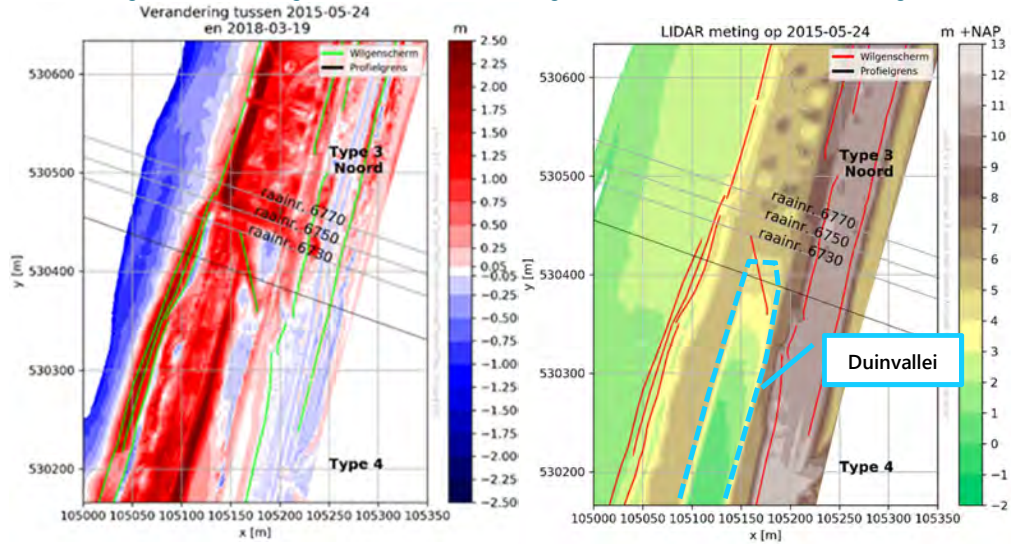 Verandering tussen 2015-05-24
en 2018-03-19
m
Wilgenscherm
Profielgrens
530600
530500
530400
530300
530200
y [m]
Type 3
Noord
raainr. 6770
raainr. 6750
raainr. 6730
Type 4
105000 105050 105100 105150 105200 105250 105300 105350
x [m]
2.50
2.00
1.75
1.50
1.25
1.00
0.75
0.50
0.25
0.05
-0.05
-0.25
-0.50
-0.75
-1.00
-1.25
-1.50
-1.75
-2.00
-2.50
LIDAR meting op 2015-05-24
m +NAP
Wilgenscherm
Profielgrens
530600
530500
530400
530300
530200
y [m]
Type 3
Noord
raainr. 6770
raainr. 6750
raainr. 6730
Duinvallei
Type 4
105000 105050 105100 105150 105200 105250 105300 105350
x [m]
13
12
11
10
9
8
7
6
5
4
3
2
1
0
-1
-2